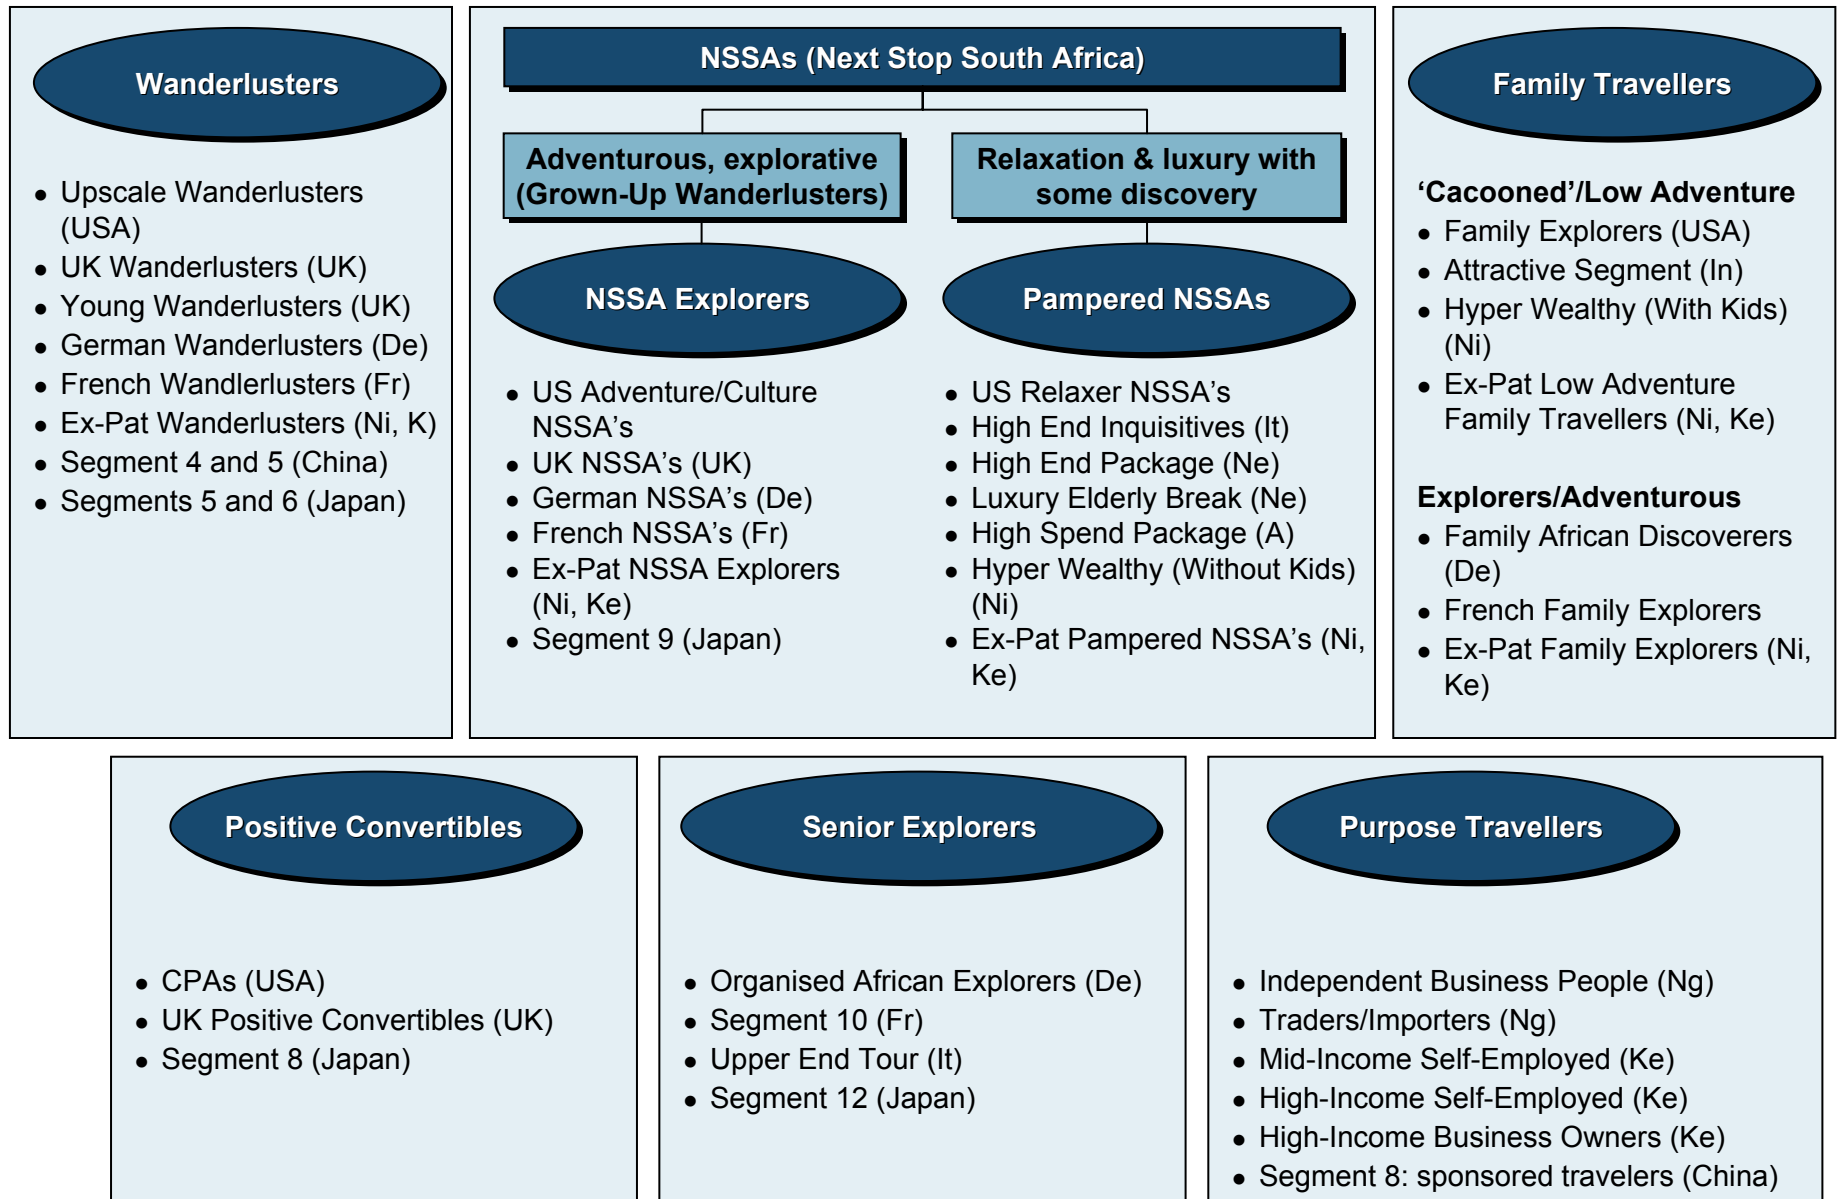 Wanderlusters
• Upscale Wanderlusters
(USA)
• UK Wanderlusters (UK)
• Young Wanderlusters (UK)
• German Wanderlusters (De)
• French Wandlerlusters (Fr)
• Ex-Pat Wanderlusters (Ni, K)
• Segment 4 and 5 (China)
• Segments 5 and 6 (Japan)
NSSAs (Next Stop South Africa)
Adventurous, explorative
(Grown-Up Wanderlusters)
NSSA Explorers
• US Adventure/Culture
NSSA’s
• UK NSSA’s (UK)
• German NSSA’s (De)
• French NSSA’s (Fr)
• Ex-Pat NSSA Explorers
(Ni, Ke)
• Segment 9 (Japan)
Relaxation & luxury with
some discovery
Pampered NSSAs
• US Relaxer NSSA’s
• High End Inquisitives (It)
• High End Package (Ne)
• Luxury Elderly Break (Ne)
• High Spend Package (A)
• Hyper Wealthy (Without Kids)
(Ni)
• Ex-Pat Pampered NSSA’s (Ni,
Ke)
Family Travellers
‘Cacooned’/Low Adventure
• Family Explorers (USA)
• Attractive Segment (In)
• Hyper Wealthy (With Kids)
(Ni)
• Ex-Pat Low Adventure
Family Travellers (Ni, Ke)
Explorers/Adventurous
• Family African Discoverers
(De)
• French Family Explorers
• Ex-Pat Family Explorers (Ni,
Ke)
Positive Convertibles
• CPAs (USA)
• UK Positive Convertibles (UK)
• Segment 8 (Japan)
Senior Explorers
• Organised African Explorers (De)
• Segment 10 (Fr)
• Upper End Tour (It)
• Segment 12 (Japan)
Purpose Travellers
• Independent Business People (Ng)
• Traders/Importers (Ng)
• Mid-Income Self-Employed (Ke)
• High-Income Self-Employed (Ke)
• High-Income Business Owners (Ke)
• Segment 8: sponsored travelers (China)